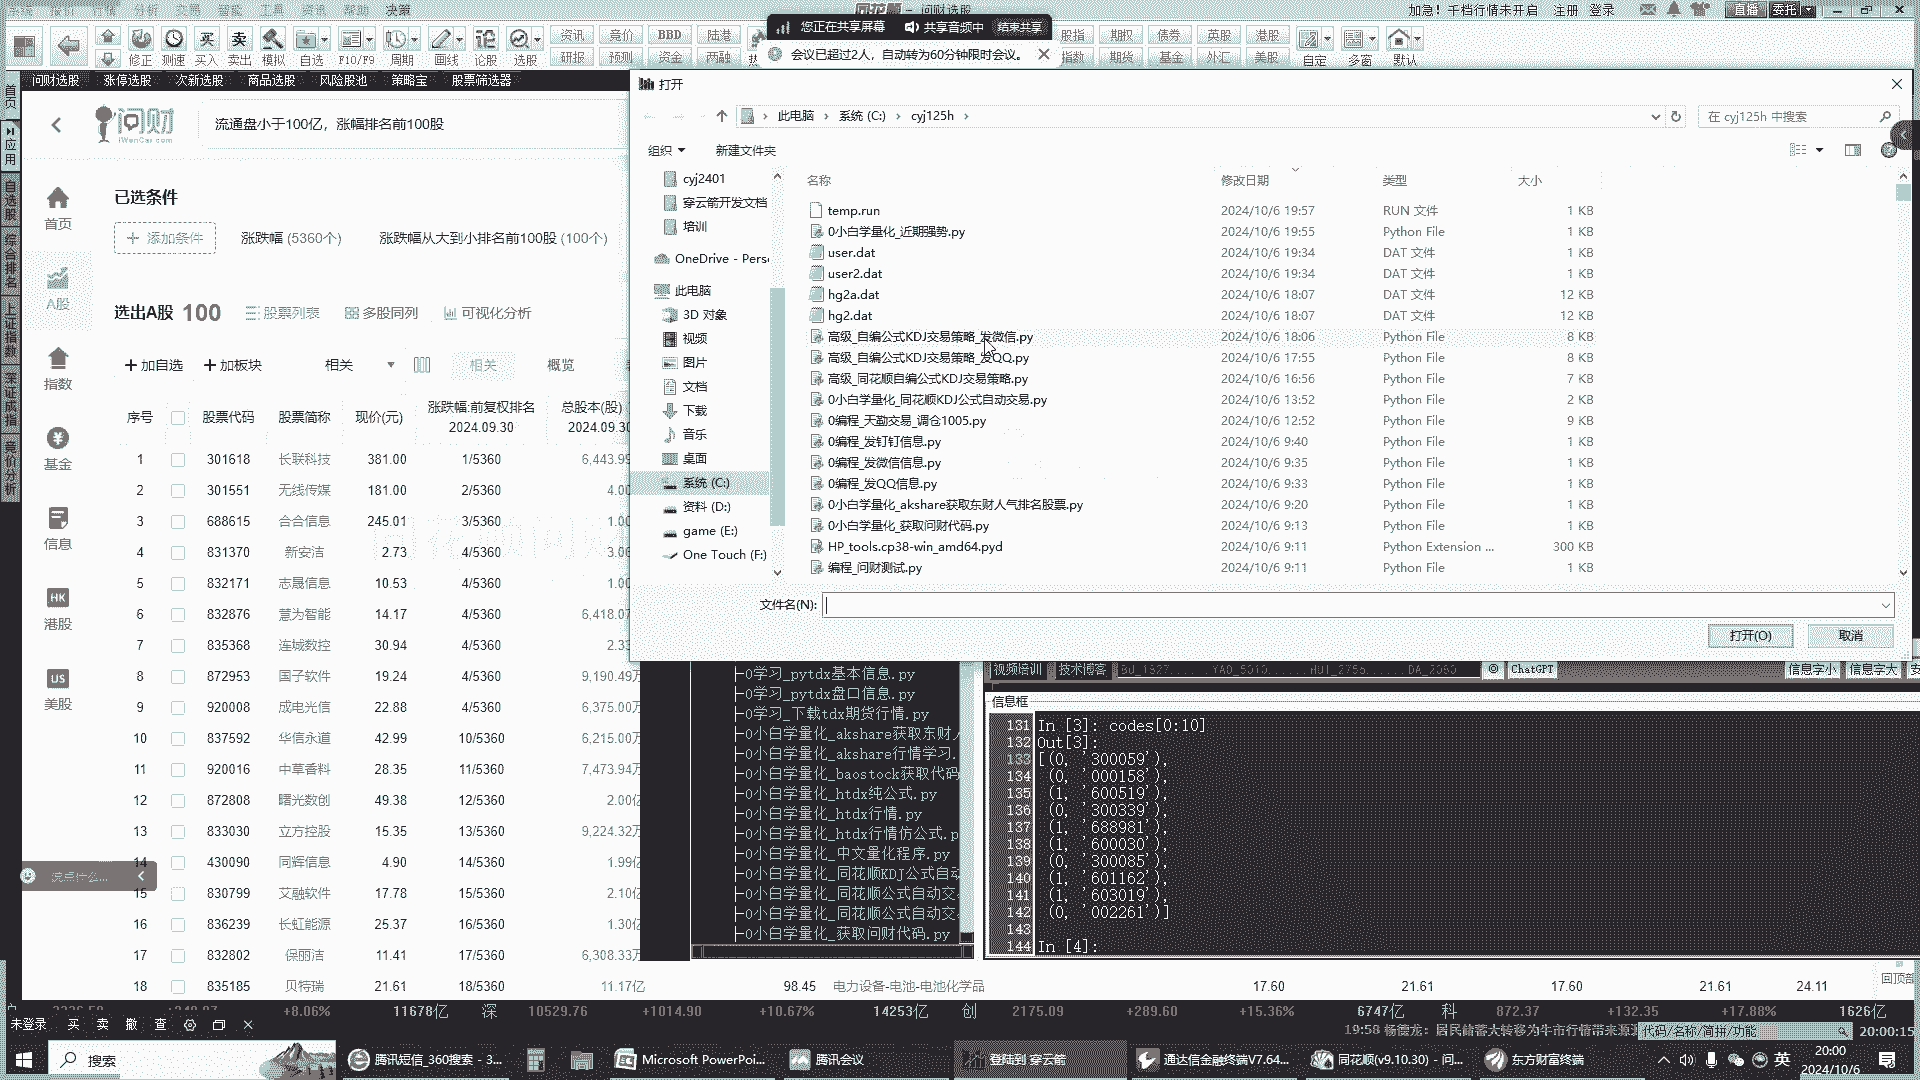 决策
问财选股
加急！千档行情未开启 注册 登录
直播 委托
您正在共享屏幕 共享音频中 结束共享
会议已超过2人，自动转为60分钟限时会议。
修正 测速 买入 卖出 模拟 自选 F10/F9 周期 画线 论股 选股
资讯 竞价 BBD 陆港
研报 预测 资金 两融
股指 期权 债券 英股 港股
指数 期货 基金 外汇 美股
自定 多窗 默认
问财选股 涨停选股 次新选股 商品选股 风险股池 策略宝 股票筛选器
首页
应用
自选股
综合排名
上证指数
深证成指
竞价分析
问财
iWenCai.com
流通盘小于100亿，涨幅排名前100股
首页
A股
指数
基金
信息
港股
美股
已选条件
添加条件 涨跌幅 (5360个) 涨跌幅从大到小排名前100股 (100个)
选出A股 100 股票列表 多股同列 可视化分析
加自选 加板块 相关 相关 概览
序号 股票代码 股票简称 现价(元) 涨跌幅:前复权排名 总股本(股)
2024.09.30 2024.09.30
1 301618 长联科技 381.00 1/5360 6,443.99
2 301551 无线传媒 181.00 2/5360 4.00
3 688615 合合信息 245.01 3/5360 1.00
4 831370 新安洁 2.73 4/5360 3.06
5 832171 志晟信息 10.53 4/5360 1.00
6 832876 慧为智能 14.17 4/5360 6,418.07
7 835368 连城数控 30.94 4/5360 2.33
8 872953 国子软件 19.24 4/5360 9,190.49万
9 920008 成电光信 22.88 4/5360 6,375.00万
10 837592 华信永道 42.99 10/5360 6,215.00万
11 920016 中草香料 28.35 11/5360 7,473.94万
12 872808 曙光数创 49.38 12/5360 2.00亿
13 833030 立方控股 15.35 13/5360 9,224.32万
14 430090 同辉信息 4.90 14/5360 1.99亿
15 830799 艾融软件 17.78 15/5360 2.10亿
16 836239 长虹能源 25.37 16/5360 1.30亿
17 832802 保丽洁 11.41 17/5360 6,308.33万
18 835185 贝特瑞 21.61 18/5360 11.17亿 98.45 电力设备-电池-电池化学品 17.60 21.61 17.60 21.61 24.11
说点什么...
打开
此电脑 › 系统 (C:) › cyj125h ›
在 cyj125h 中搜索
组织 新建文件夹
cyj2401
穿云箭开发文档
培训
OneDrive - Pers
此电脑
3D 对象
视频
图片
文档
下载
音乐
桌面
系统 (C:)
资料 (D:)
game (E:)
One Touch (F:)
名称 修改日期 类型 大小
temp.run 2024/10/6 19:57 RUN 文件 1 KB
0小白学量化_近期强势.py 2024/10/6 19:55 Python File 1 KB
user.dat 2024/10/6 19:34 DAT 文件 1 KB
user2.dat 2024/10/6 19:34 DAT 文件 1 KB
hg2a.dat 2024/10/6 18:07 DAT 文件 12 KB
hg2.dat 2024/10/6 18:07 DAT 文件 12 KB
高级_自编公式KDJ交易策略_发微信.py 2024/10/6 18:06 Python File 8 KB
高级_自编公式KDJ交易策略_发QQ.py 2024/10/6 17:55 Python File 8 KB
高级_同花顺自编公式KDJ交易策略.py 2024/10/6 16:56 Python File 7 KB
0小白学量化_同花顺KDJ公式自动交易.py 2024/10/6 13:52 Python File 2 KB
0编程_天勤交易_调仓1005.py 2024/10/6 12:52 Python File 9 KB
0编程_发钉钉信息.py 2024/10/6 9:40 Python File 1 KB
0编程_发微信信息.py 2024/10/6 9:35 Python File 1 KB
0编程_发QQ信息.py 2024/10/6 9:33 Python File 1 KB
0小白学量化_akshare获取东财人气排名股票.py 2024/10/6 9:20 Python File 1 KB
0小白学量化_获取问财代码.py 2024/10/6 9:13 Python File 1 KB
HP_tools.cp38-win_amd64.pyd 2024/10/6 9:11 Python Extension ... 300 KB
编程_问财测试.py 2024/10/6 9:11 Python File 1 KB
文件名(N):
打开(O) 取消
├0学习_pytdx基本信息.py
├0学习_pytdx盘口信息.py
├0学习_下载tdx期货行情.py
├0小白学量化_akshare获取东财
├0小白学量化_akshare行情学习.
├0小白学量化_baostock获取代码
├0小白学量化_htdx纯公式.py
├0小白学量化_htdx行情.py
├0小白学量化_htdx行情仿公式.p
├0小白学量化_中文量化程序.py
├0小白学量化_同花顺KDJ公式自
├0小白学量化_同花顺公式自动交
├0小白学量化_同花顺公式自动交
├0小白学量化_获取问财代码.py
视频培训 技术博客 ChatGPT 信息字小 信息字大
信息框
131 In [3]: codes[0:10]
132 Out[3]:
133 [(0, '300059'),
134 (0, '000158'),
135 (1, '600519'),
136 (0, '300339'),
137 (1, '688981'),
138 (1, '600030'),
139 (0, '300085'),
140 (1, '601162'),
141 (1, '603019'),
142 (0, '002261')]
143
144 In [4]:
回顶部
+8.06% 11678亿 深 10529.76 +1014.90 +10.67% 14253亿 创 2175.09 +289.60 +15.36% 6747亿 科 872.37 +132.35 +17.88% 1626亿
未登录 买 卖 撤 查
19:58 代码/名称/简拼/功能 20:00:15
搜索 腾讯短信_360搜索 - 3... Microsoft PowerPoi... 腾讯会议 登陆到 穿云箭 通达信金融终端V7.64... 同花顺(v9.10.30) - 问... 东方财富终端 英 20:00
2024/10/6